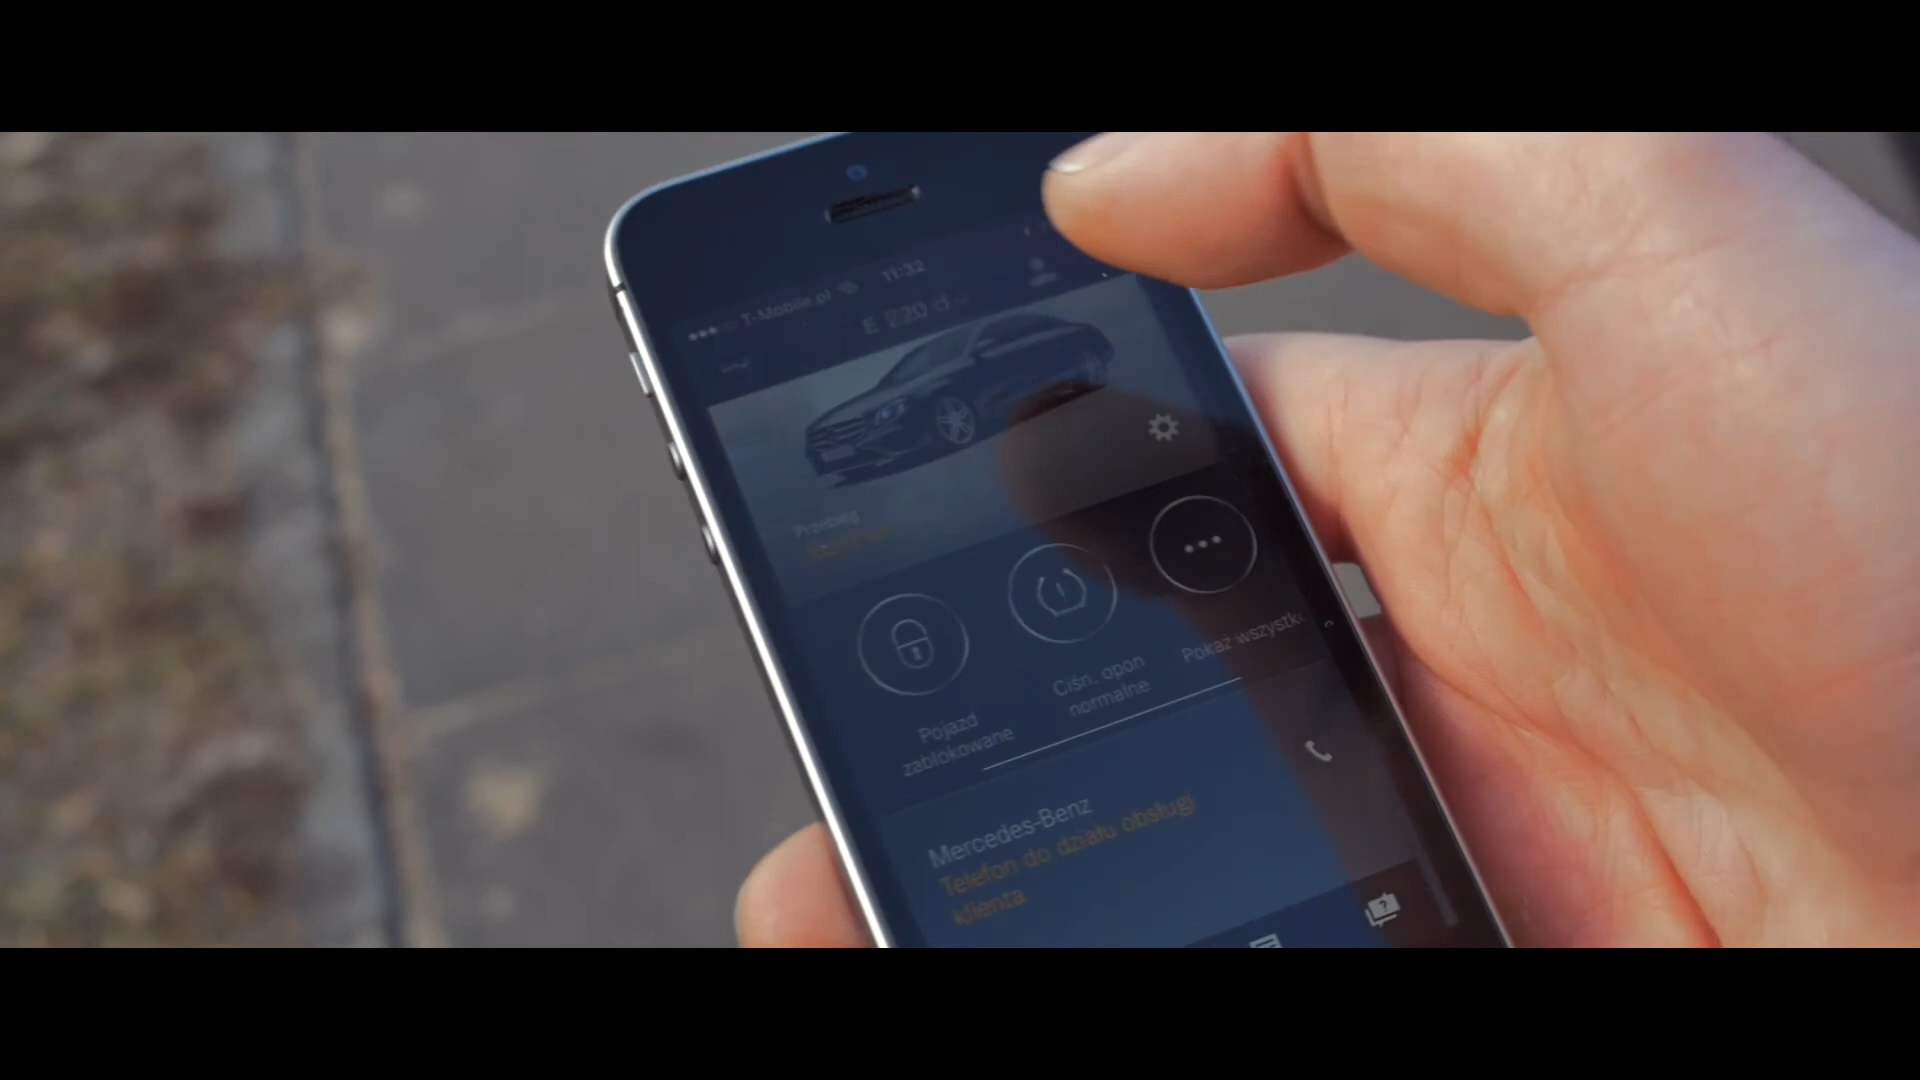 T-Mobile.pl 11:32
E 220 d
Przebieg
Pojazd
zablokowane
Ciśn. opon
normalne
Pokaż wszystko
Mercedes-Benz
Telefon do działu obsługi
klienta